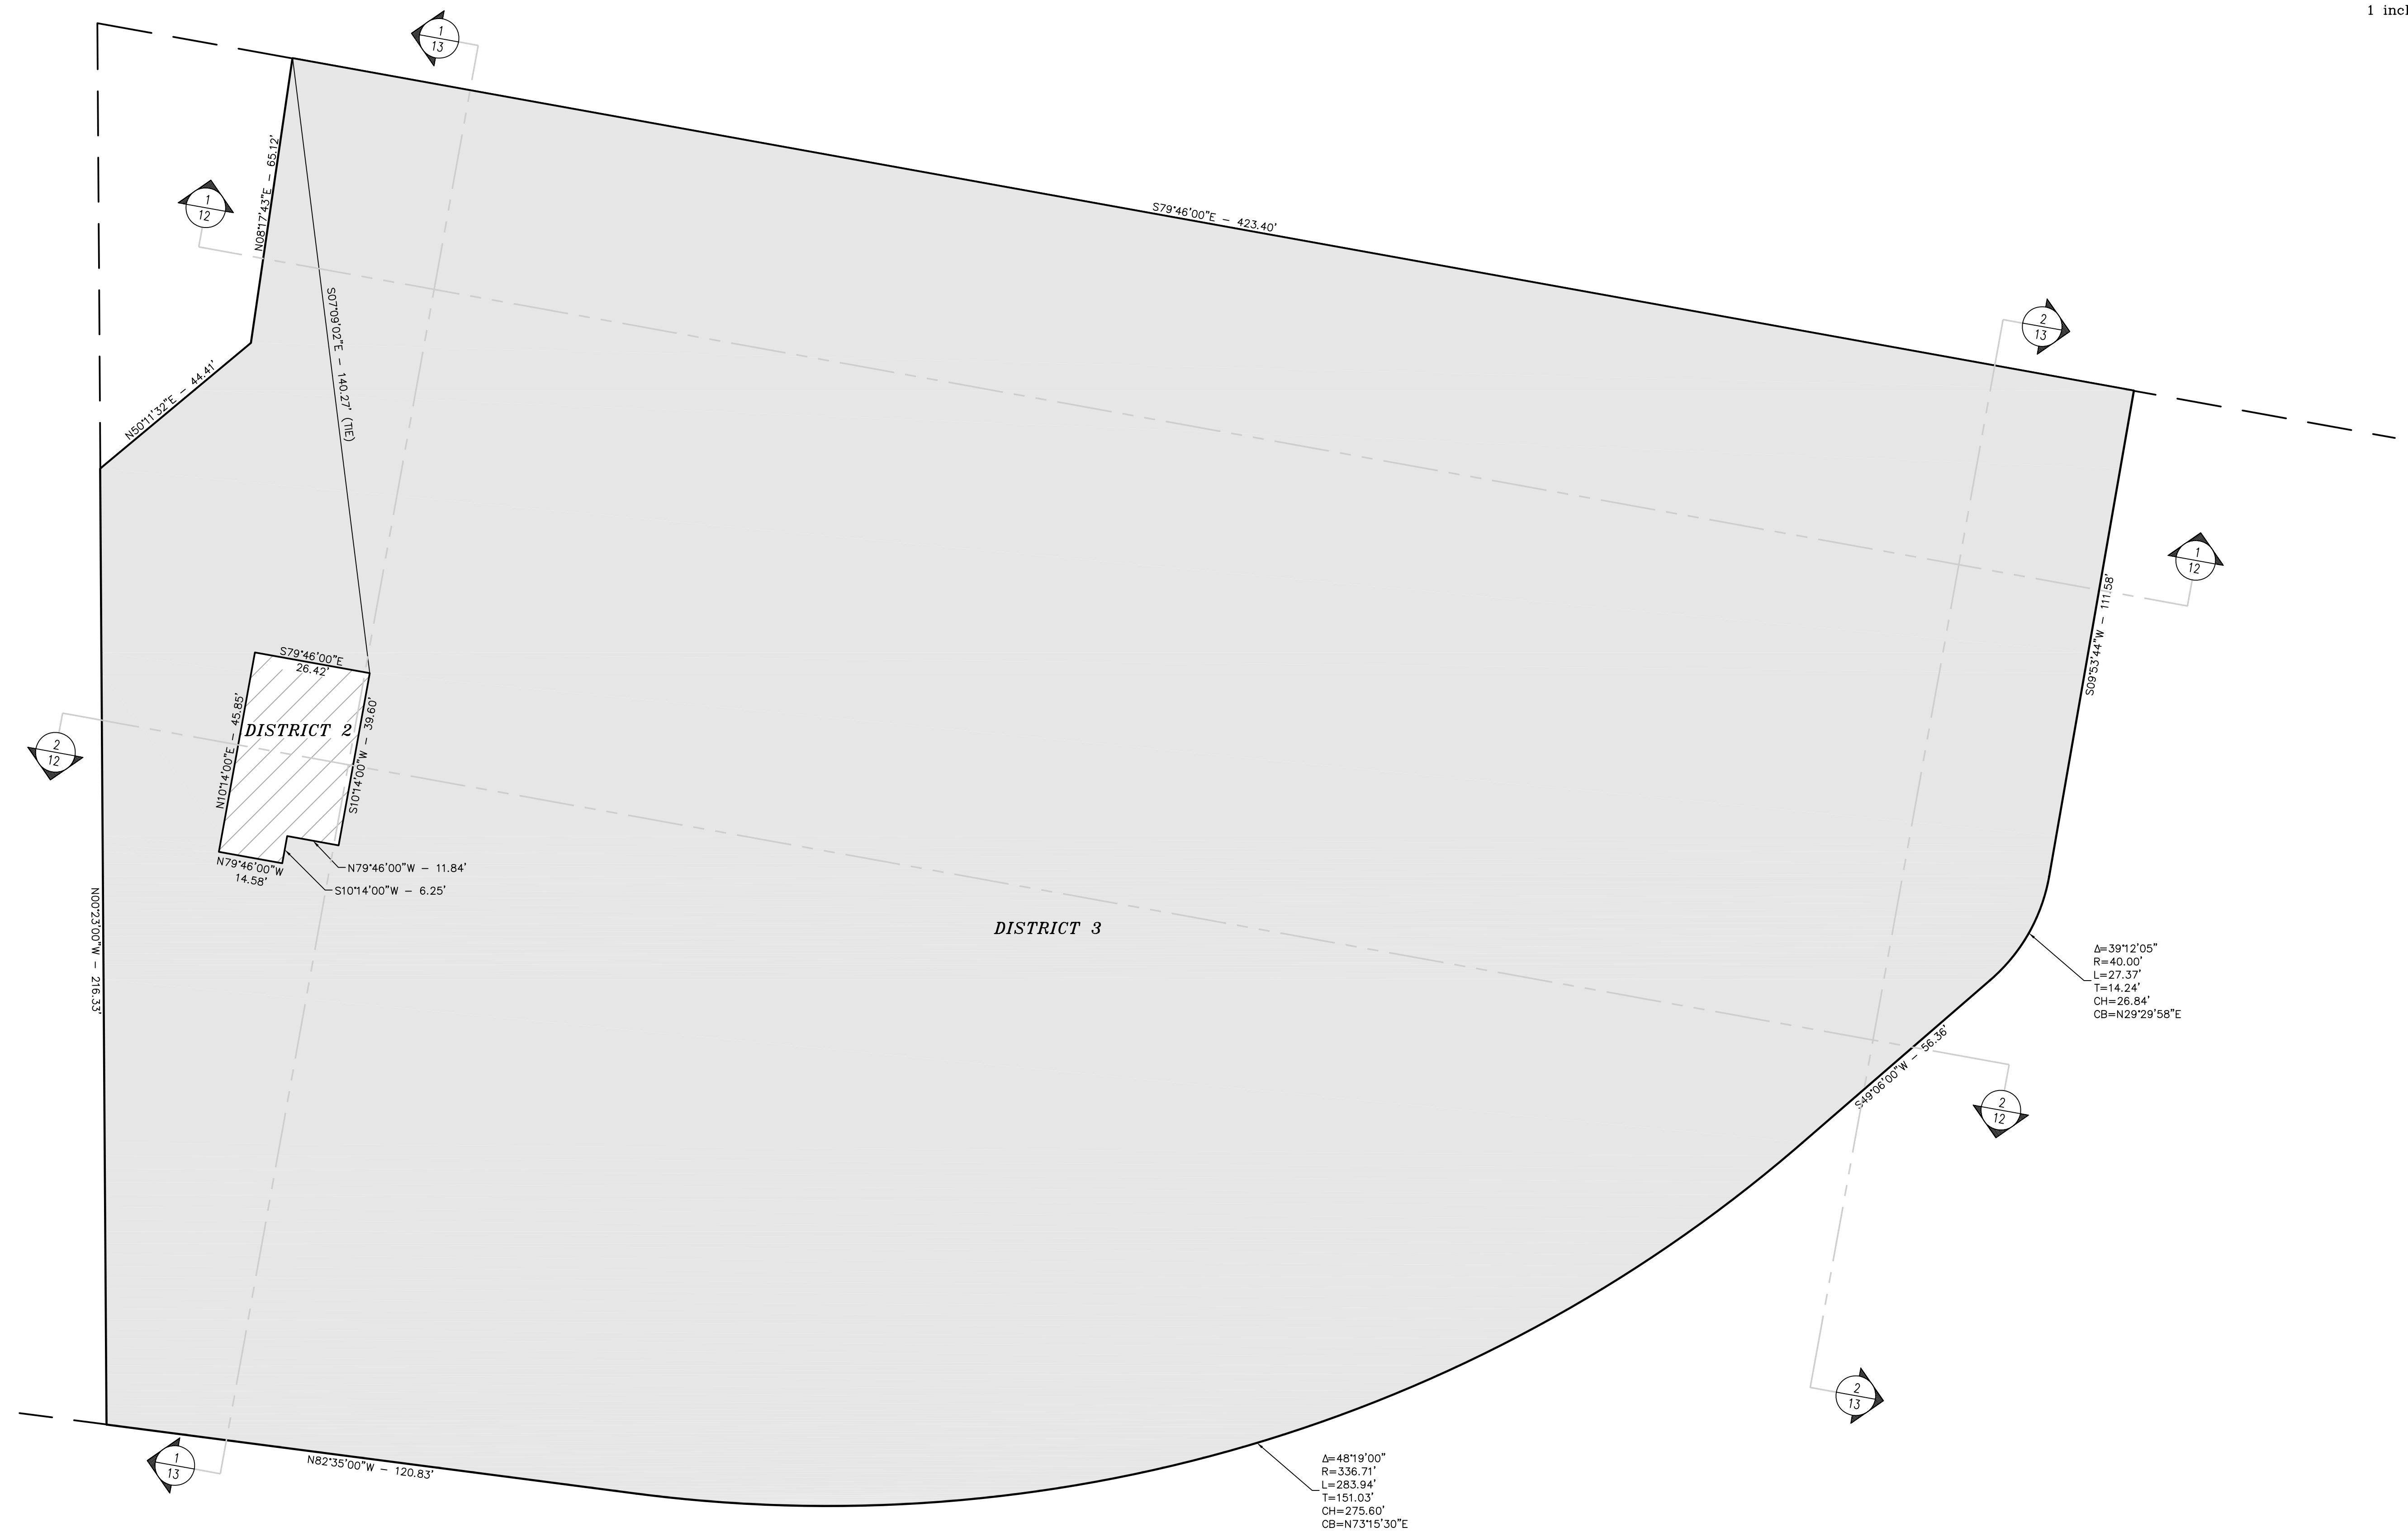 1 inc
1
13
N08°17'43"E - 65.12'
1
12
S79°46'00"E - 423.40'
S07°09'02"E - 140.27' (TIE)
2
13
N50°11'32"E - 44.41'
1
12
S09°53'44"W - 111.58'
S79°46'00"E
26.42'
N10°14'00"E - 45.85'
DISTRICT 2
S10°14'00"W - 39.60'
2
12
N79°46'00"W
14.58'
N79°46'00"W - 11.84'
S10°14'00"W - 6.25'
N00°23'00"W - 216.33'
DISTRICT 3
Δ=39°12'05"
R=40.00'
L=27.37'
T=14.24'
CH=26.84'
CB=N29°29'58"E
S49°06'00"W - 56.36'
2
12
2
13
1
13
N82°35'00"W - 120.83'
Δ=48°19'00"
R=336.71'
L=283.94'
T=151.03'
CH=275.60'
CB=N73°15'30"E